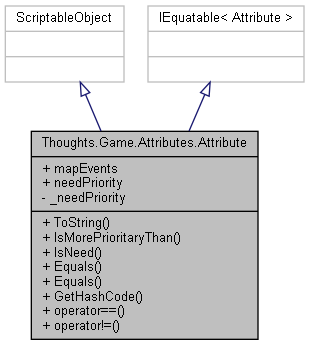 ScriptableObject
IEquatable< Attribute >
Thoughts.Game.Attributes.Attribute
+ mapEvents
+ needPriority
- _needPriority
+ ToString()
+ IsMorePrioritaryThan()
+ IsNeed()
+ Equals()
+ Equals()
+ GetHashCode()
+ operator==()
+ operator!=()